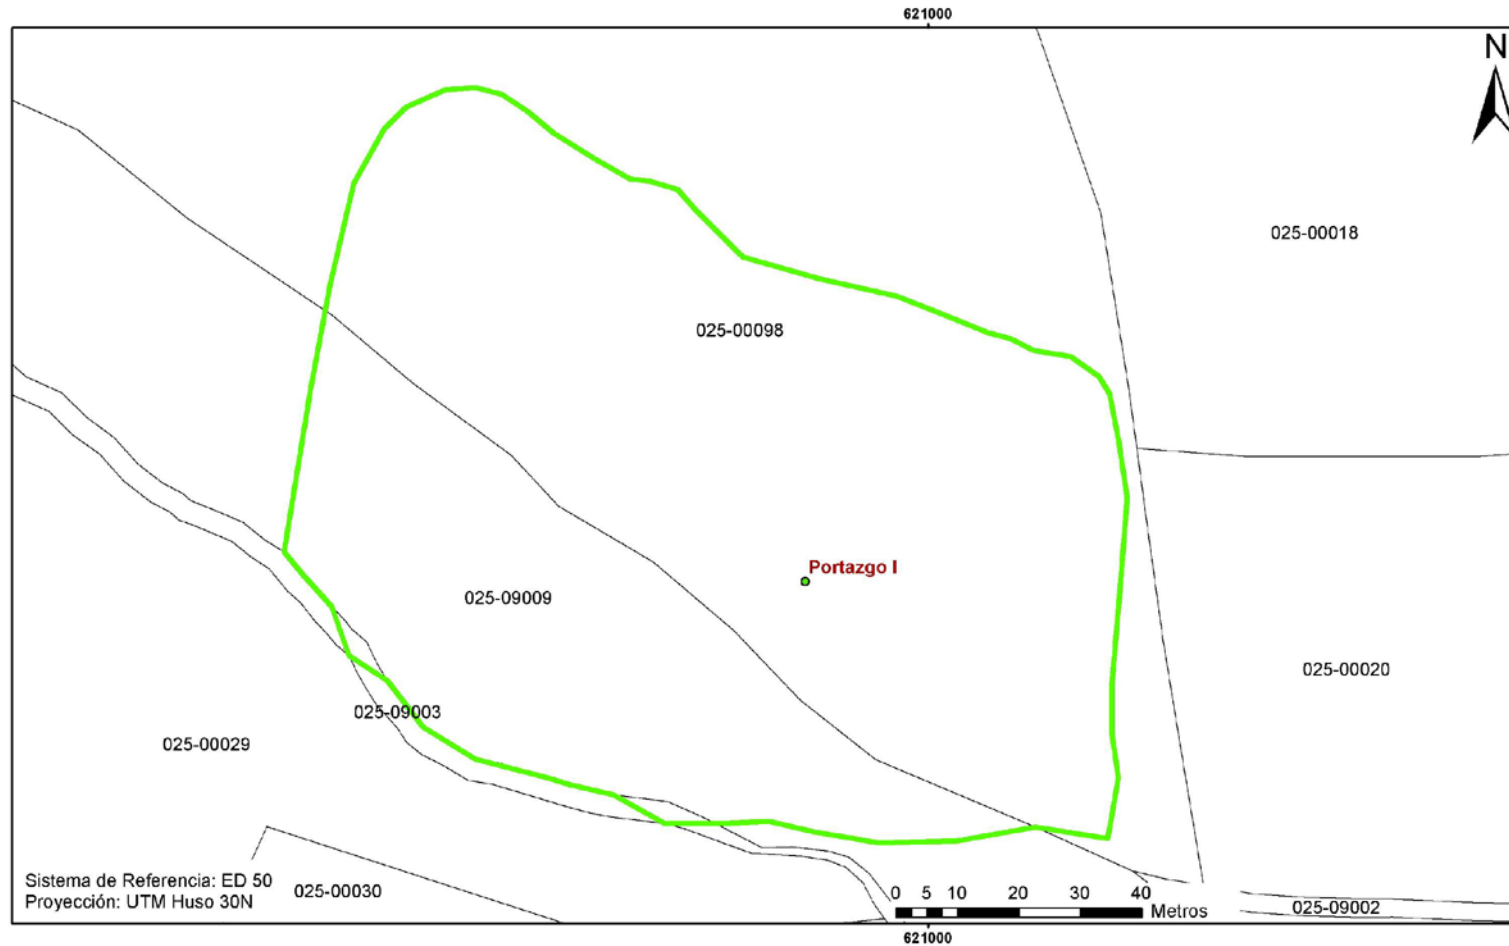 621000
N
025-00018
025-00098
Portazgo I
025-09009
025-00020
025-09003
025-00029
Sistema de Referencia: ED 50
Proyección: UTM Huso 30N
025-00030
0 5 10 20 30 40
Metros
025-09002
621000